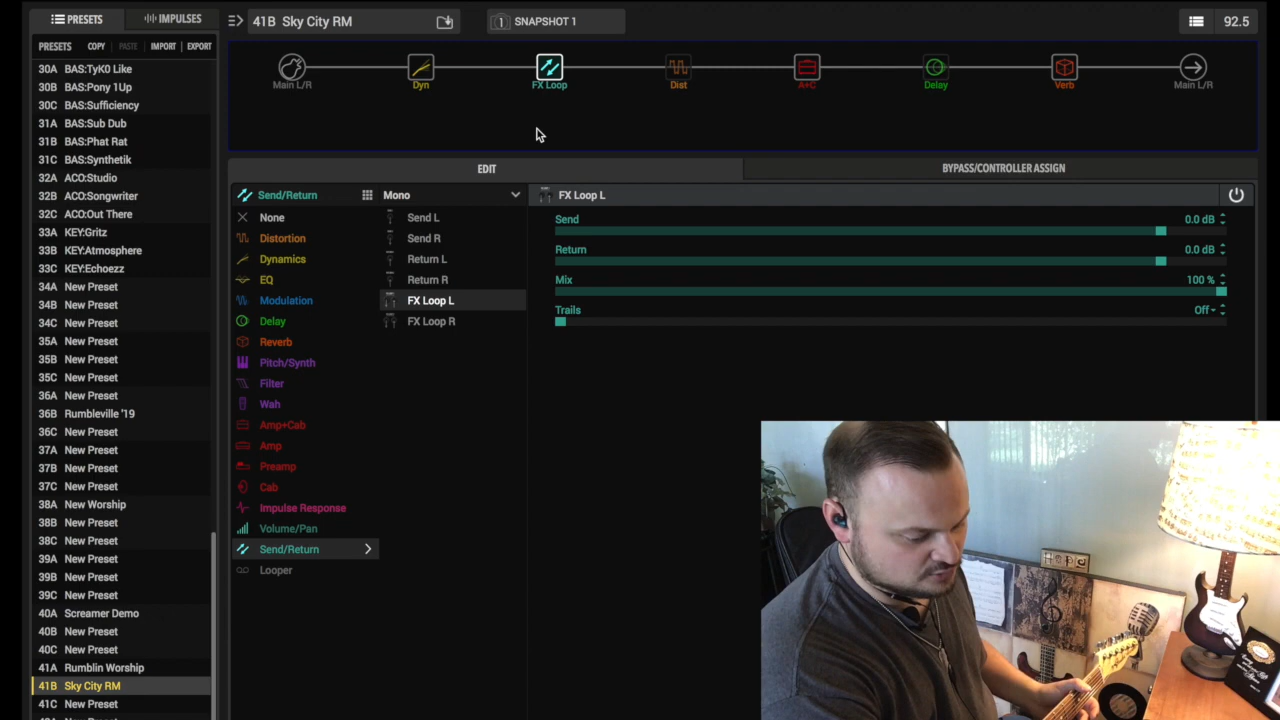 PRESETS
IMPULSES
41B Sky City RM
SNAPSHOT 1
92.5
PRESETS COPY PASTE IMPORT EXPORT
30A BAS:TyK0 Like
30B BAS:Pony 1Up
30C BAS:Sufficiency
31A BAS:Sub Dub
31B BAS:Phat Rat
31C BAS:Synthetik
32A ACO:Studio
32B ACO:Songwriter
32C ACO:Out There
33A KEY:Gritz
33B KEY:Atmosphere
33C KEY:Echoezz
34A New Preset
34B New Preset
34C New Preset
35A New Preset
35B New Preset
35C New Preset
36A New Preset
36B Rumbleville '19
36C New Preset
37A New Preset
37B New Preset
37C New Preset
38A New Worship
38B New Preset
38C New Preset
39A New Preset
39B New Preset
39C New Preset
40A Screamer Demo
40B New Preset
40C New Preset
41A Rumblin Worship
41B Sky City RM
41C New Preset
Main L/R
Dyn
FX Loop
Dist
A+C
Delay
Verb
Main L/R
EDIT
BYPASS/CONTROLLER ASSIGN
Send/Return
None
Distortion
Dynamics
EQ
Modulation
Delay
Reverb
Pitch/Synth
Filter
Wah
Amp+Cab
Amp
Preamp
Cab
Impulse Response
Volume/Pan
Send/Return
Looper
Mono
Send L
Send R
Return L
Return R
FX Loop L
FX Loop R
FX Loop L
Send 0.0 dB
Return 0.0 dB
Mix 100 %
Trails Off
HOPE